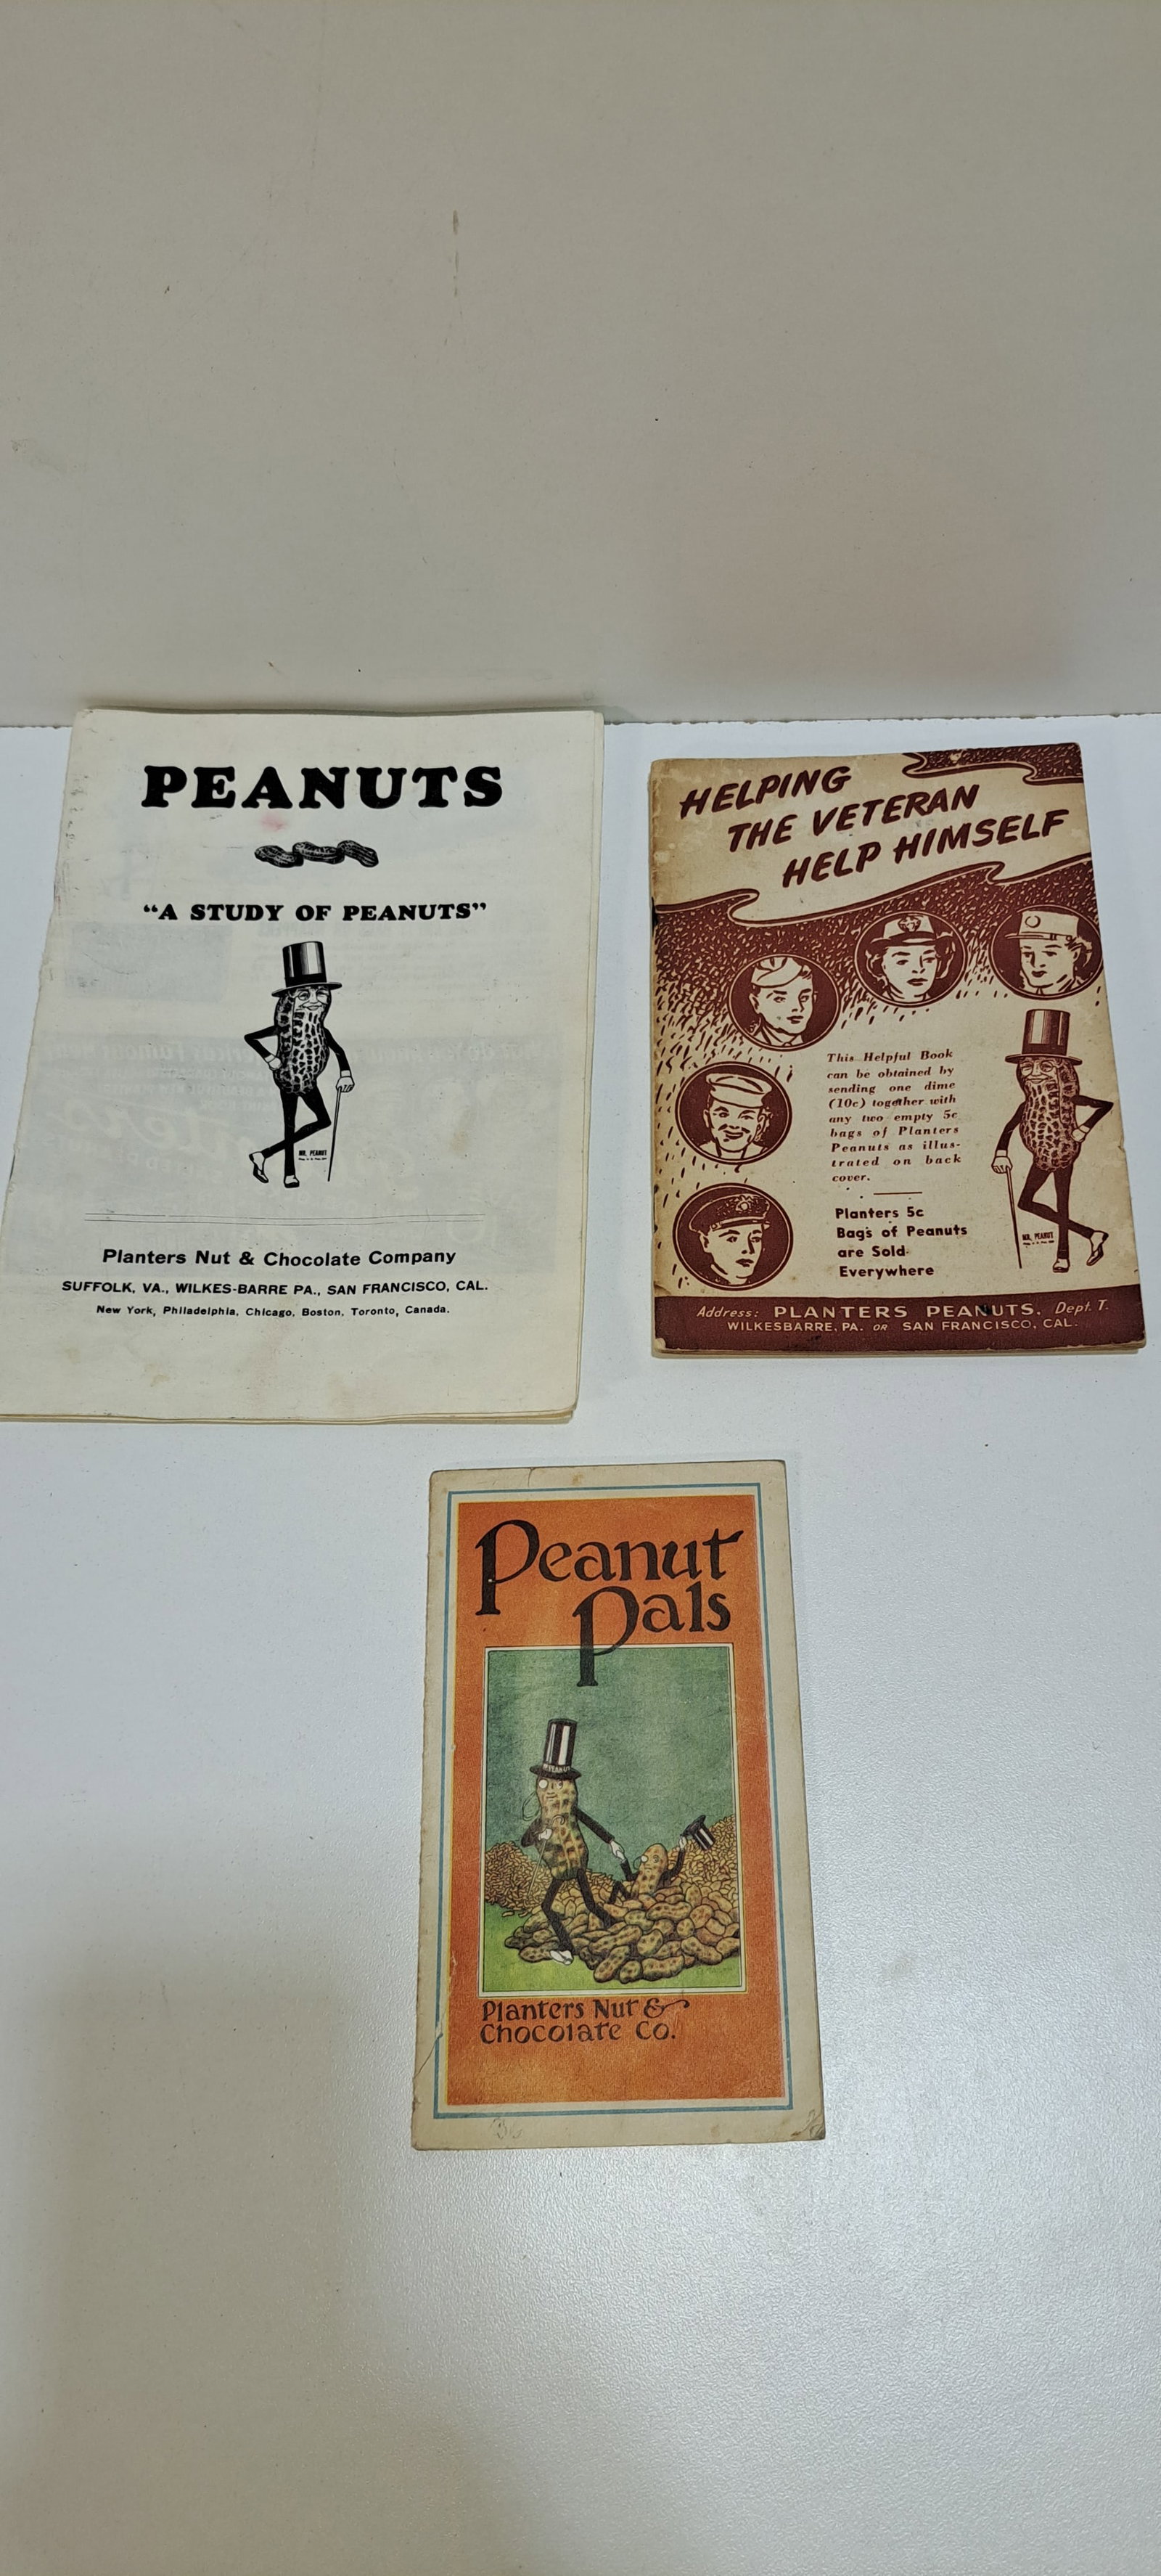 PEANUTS
"A STUDY OF PEANUTS"
MR. PEANUT
Planters Nut & Chocolate Company
SUFFOLK, VA., WILKES-BARRE PA., SAN FRANCISCO, CAL.
New York, Philadelphia, Chicago, Boston, Toronto, Canada.
HELPING
THE VETERAN
HELP HIMSELF
This Helpful Book
can be obtained by
sending one dime
(10c) together with
any two empty 5c
bags of Planters
Peanuts as illus-
trated on back
cover.
Planters 5c
Bags of Peanuts
are Sold
Everywhere
MR. PEANUT
Address: PLANTERS PEANUTS, Dept. T.
WILKESBARRE, PA. OR SAN FRANCISCO, CAL.
Peanut
Pals
Planters Nut &
Chocolate Co.